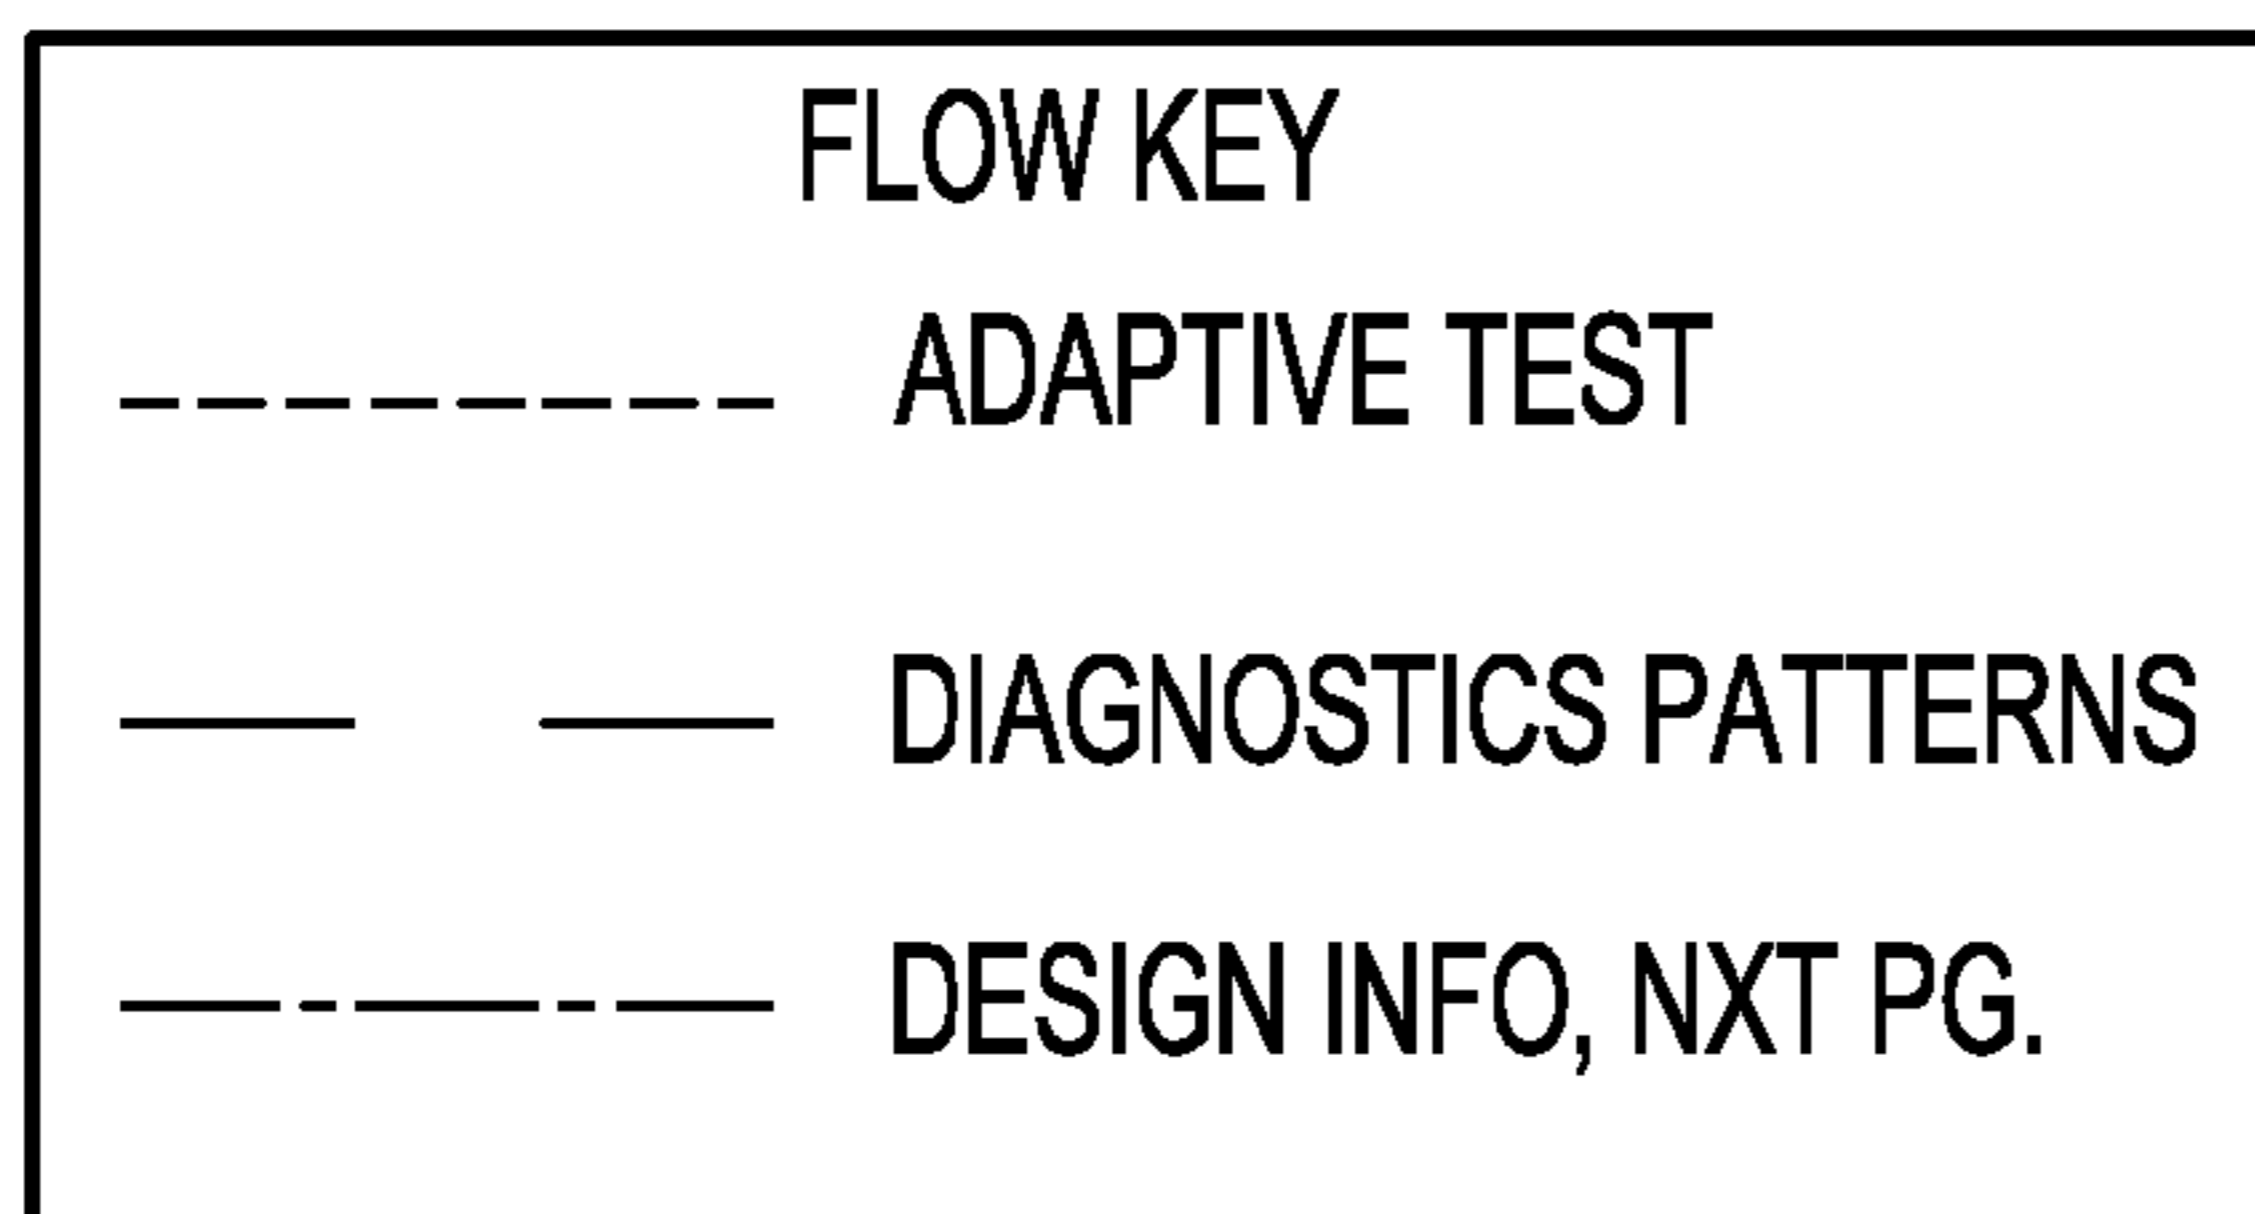 FLOW KEY
ADAPTIVE TEST
DIAGNOSTICS PATTERNS
DESIGN INFO, NXT PG.